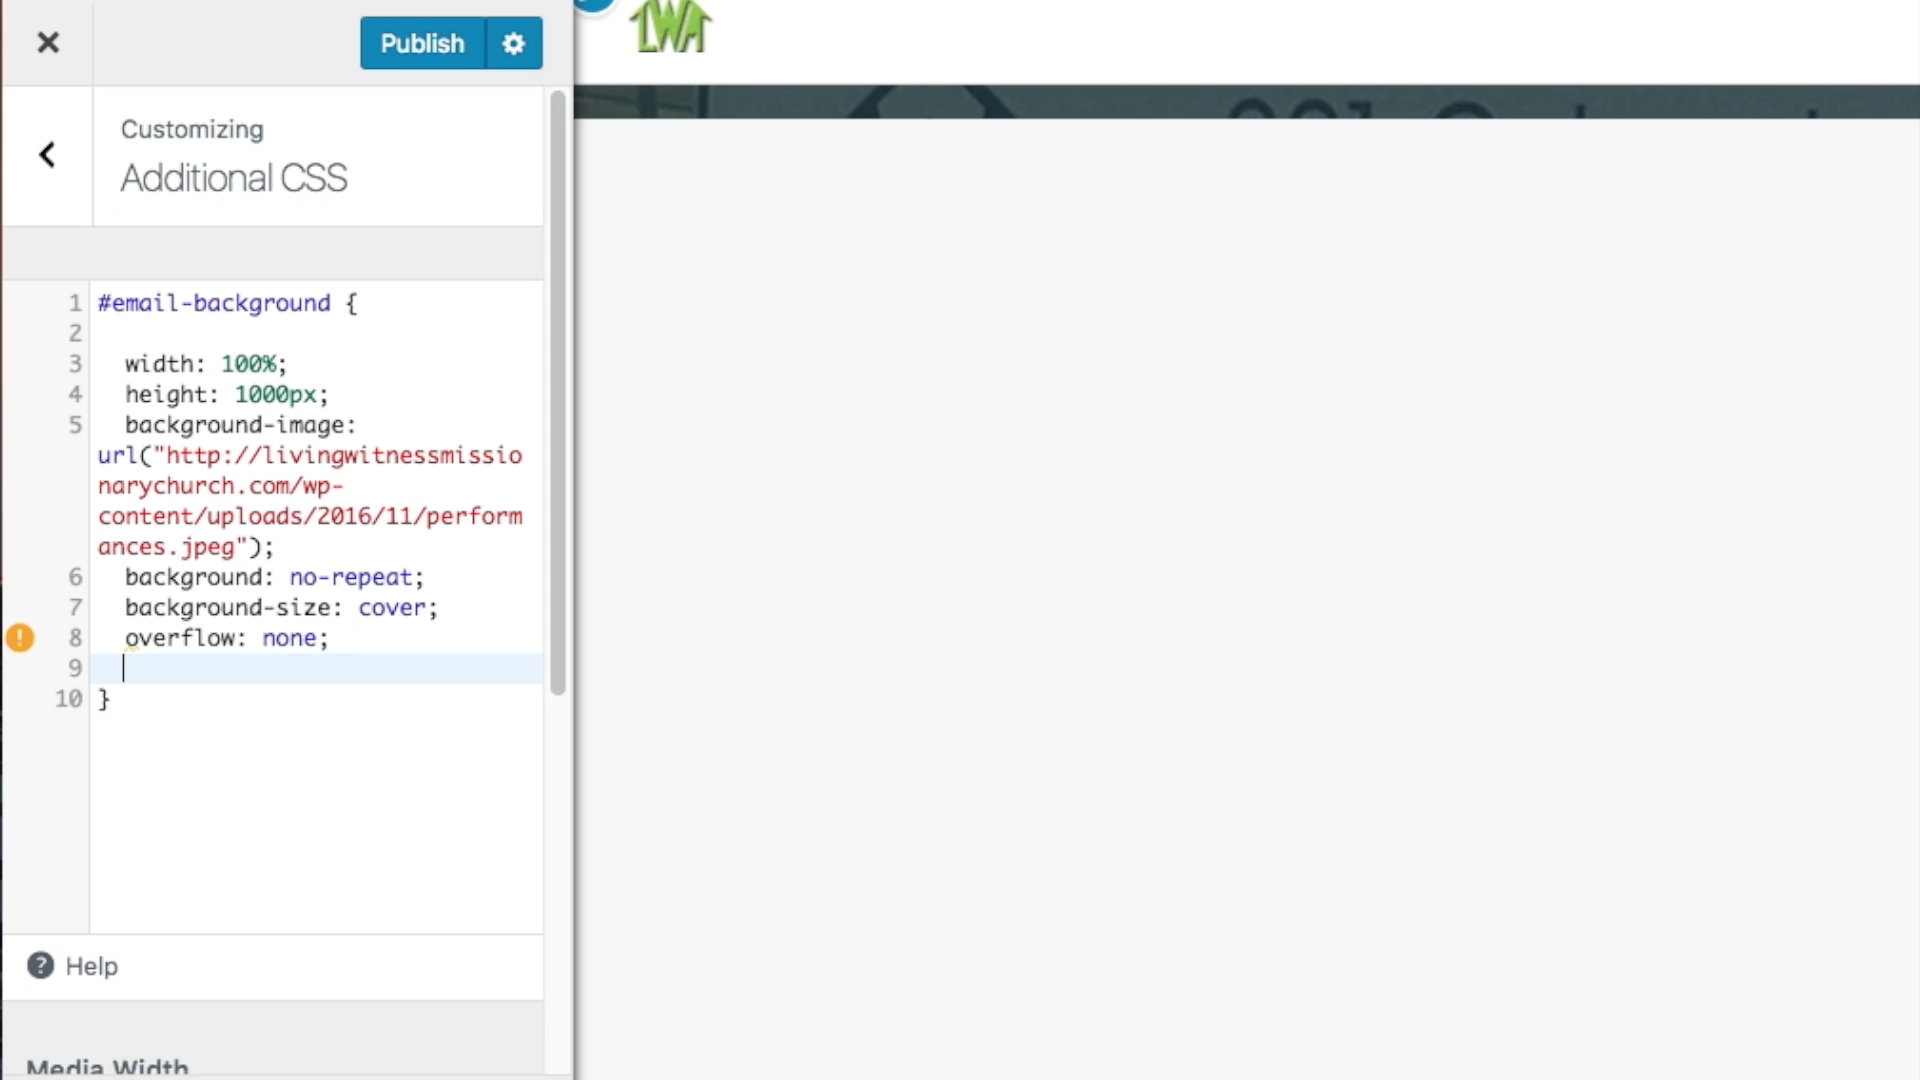 Publish
LWA
Customizing
Additional CSS
1 #email-background {
2
3 width: 100%;
4 height: 1000px;
5 background-image:
url("http://livingwitnessmissio
narychurch.com/wp-
content/uploads/2016/11/perform
ances.jpeg");
6 background: no-repeat;
7 background-size: cover;
8 overflow: none;
9
10 }
Help
Media Width